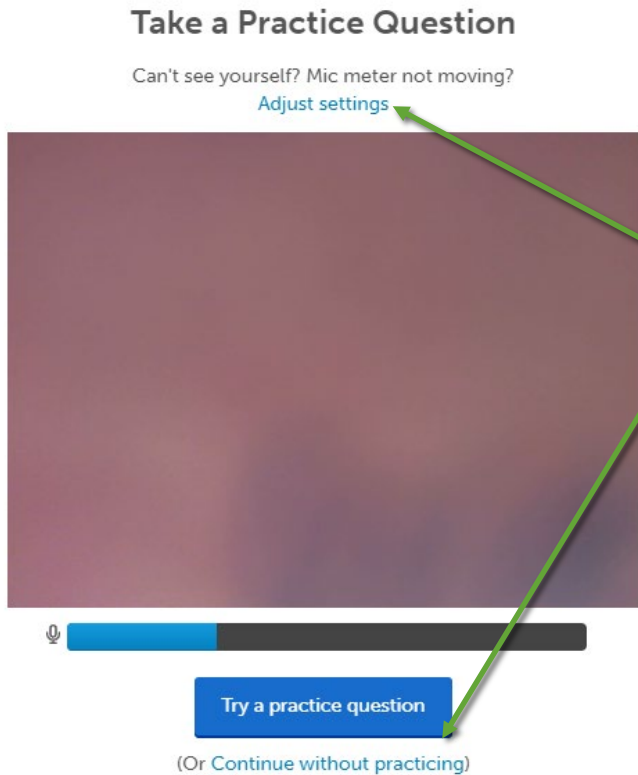 Take a Practice Question
Can't see yourself? Mic meter not moving?
Adjust settings
Try a practice question
(Or Continue without practicing)